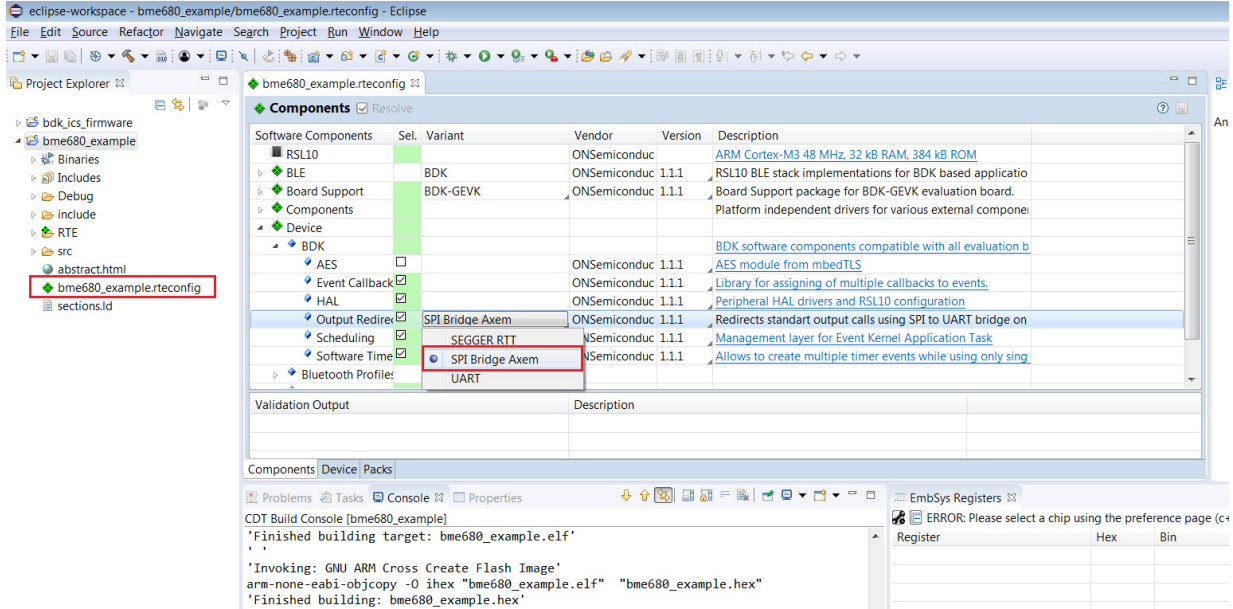 eclipse-workspace - bme680_example/bme680_example.rteconfig - Eclipse
File Edit Source Refactor Navigate Search Project Run Window Help
Project Explorer
bdk_ics_firmware
bme680_example
Binaries
Includes
Debug
include
RTE
src
abstract.html
bme680_example.rteconfig
sections.ld
bme680_example.rteconfig
Components Resolve
Software Components Sel. Variant Vendor Version Description
RSL10 ONSemiconduc ARM Cortex-M3 48 MHz, 32 kB RAM, 384 kB ROM
BLE BDK ONSemiconduc 1.1.1 RSL10 BLE stack implementations for BDK based applicatio
Board Support BDK-GEVK ONSemiconduc 1.1.1 Board Support package for BDK-GEVK evaluation board.
Components Platform independent drivers for various external componen
Device
BDK BDK software components compatible with all evaluation b
AES ONSemiconduc 1.1.1 AES module from mbedTLS
Event Callback ONSemiconduc 1.1.1 Library for assigning of multiple callbacks to events.
HAL ONSemiconduc 1.1.1 Peripheral HAL drivers and RSL10 configuration
Output Redirec SPI Bridge Axem ONSemiconduc 1.1.1 Redirects standart output calls using SPI to UART bridge on
Scheduling NSemiconduc 1.1.1 Management layer for Event Kernel Application Task
Software Time NSemiconduc 1.1.1 Allows to create multiple timer events while using only sing
Bluetooth Profiles
SEGGER RTT
SPI Bridge Axem
UART
Validation Output Description
Components Device Packs
Problems Tasks Console Properties
CDT Build Console [bme680_example]
'Finished building target: bme680_example.elf'
' '
'Invoking: GNU ARM Cross Create Flash Image'
arm-none-eabi-objcopy -O ihex "bme680_example.elf" "bme680_example.hex"
'Finished building: bme680_example.hex'
EmbSys Registers
ERROR: Please select a chip using the preference page (c+
Register Hex Bin
An